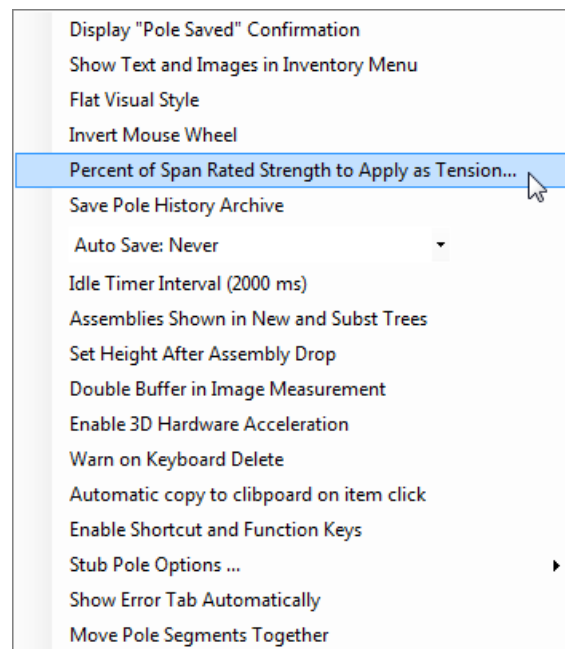 Display "Pole Saved" Confirmation
Show Text and Images in Inventory Menu
Flat Visual Style
Invert Mouse Wheel
Percent of Span Rated Strength to Apply as Tension...
Save Pole History Archive
Auto Save: Never
Idle Timer Interval (2000 ms)
Assemblies Shown in New and Subst Trees
Set Height After Assembly Drop
Double Buffer in Image Measurement
Enable 3D Hardware Acceleration
Warn on Keyboard Delete
Automatic copy to clibpoard on item click
Enable Shortcut and Function Keys
Stub Pole Options ...
Show Error Tab Automatically
Move Pole Segments Together